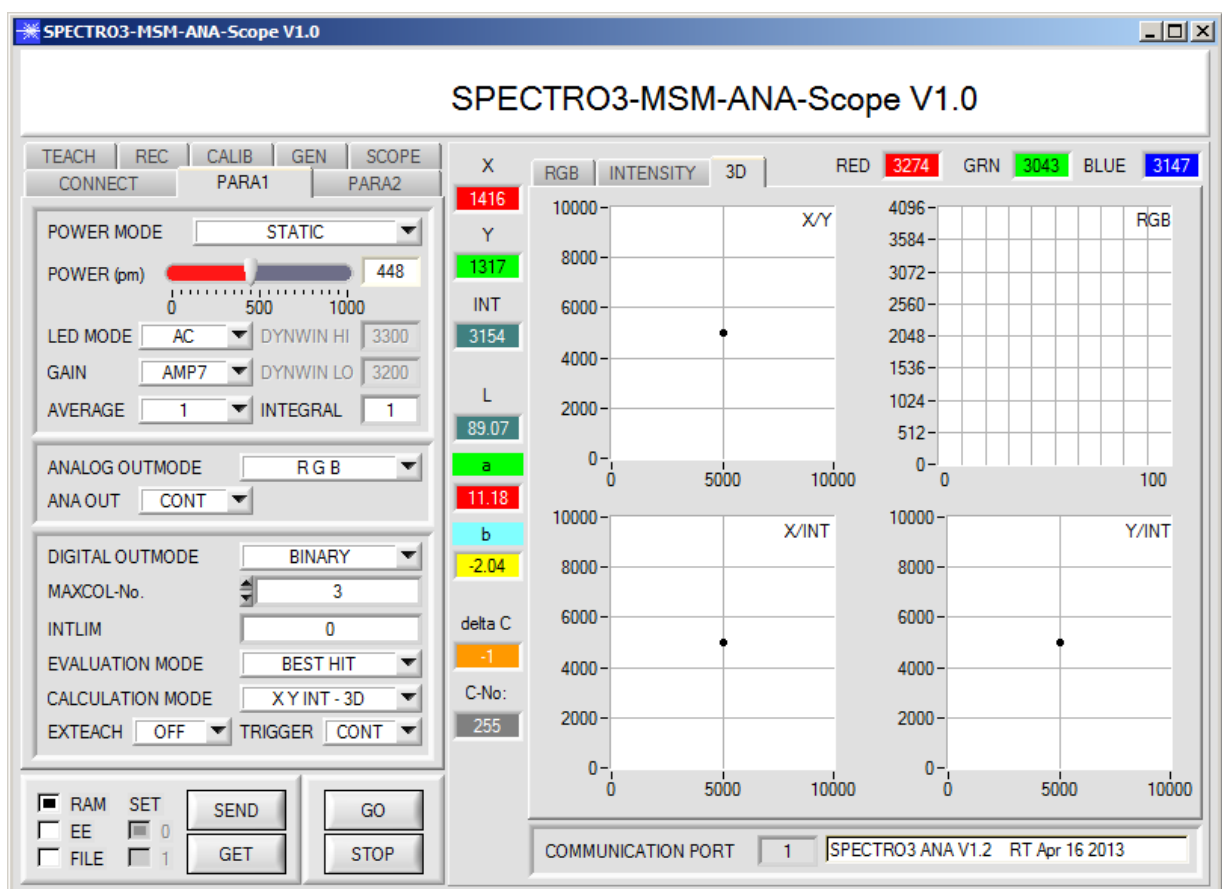 SPECTRO3-MSM-ANA-Scope V1.0
SPECTRO3-MSM-ANA-Scope V1.0
TEACH REC CALIB GEN SCOPE
CONNECT PARA1 PARA2
POWER MODE STATIC
POWER (pm) 448
0 500 1000
LED MODE AC DYNWIN HI 3300
GAIN AMP7 DYNWIN LO 3200
AVERAGE 1 INTEGRAL 1
ANALOG OUTMODE R G B
ANA OUT CONT
DIGITAL OUTMODE BINARY
MAXCOL-No. 3
INTLIM 0
EVALUATION MODE BEST HIT
CALCULATION MODE X Y INT - 3D
EXTEACH OFF TRIGGER CONT
RAM SET SEND GO
EE 0
FILE 1 GET STOP
X
1416
Y
1317
INT
3154
L
89.07
a
11.18
b
-2.04
delta C
-1
C-No:
255
RGB INTENSITY 3D RED 3274 GRN 3043 BLUE 3147
X/Y
10000
8000
6000
4000
2000
0
0 5000 10000
RGB
4096
3584
3072
2560
2048
1536
1024
512
0
0 100
X/INT
10000
8000
6000
4000
2000
0
0 5000 10000
Y/INT
10000
8000
6000
4000
2000
0
0 5000 10000
COMMUNICATION PORT 1 SPECTRO3 ANA V1.2 RT Apr 16 2013